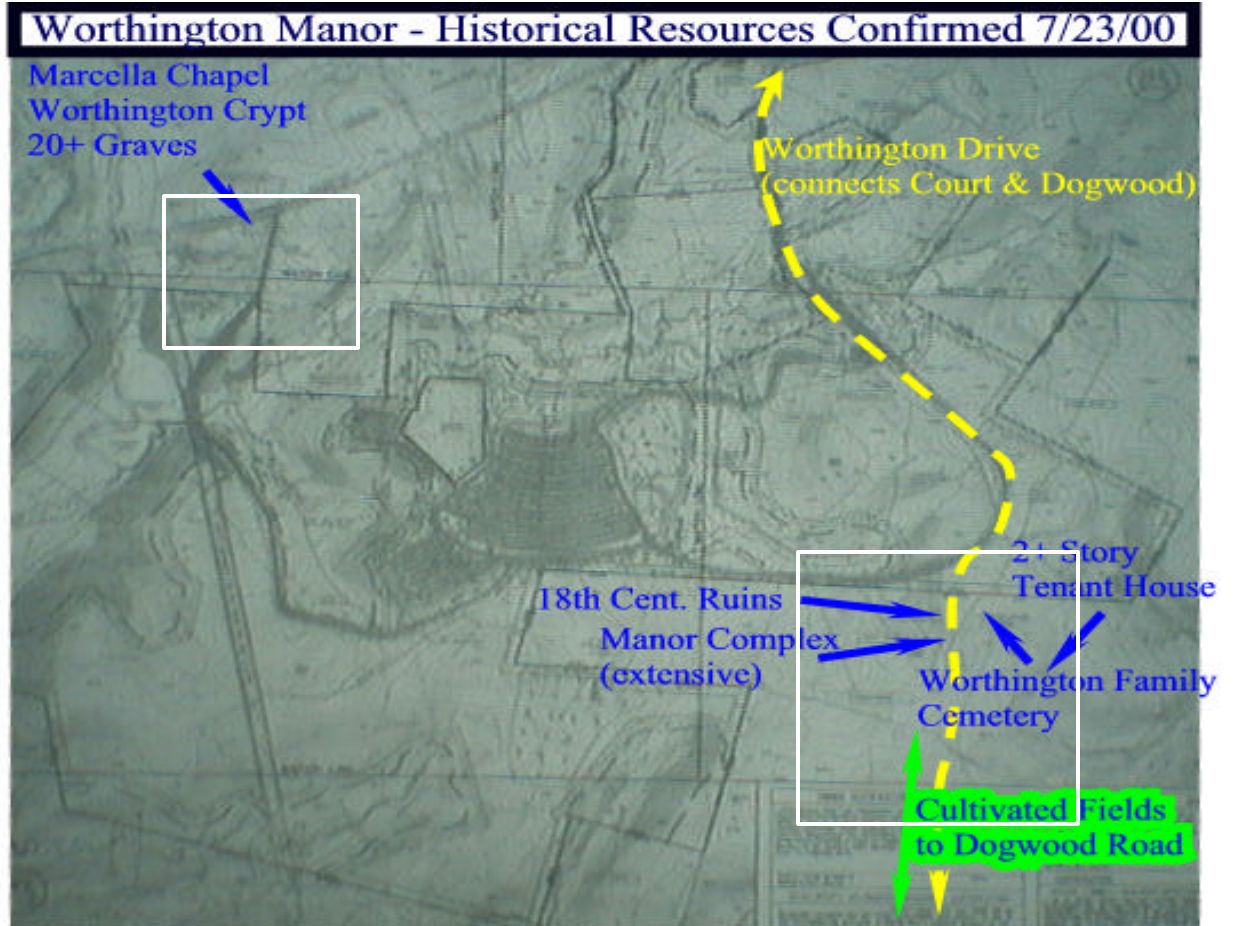 Worthington Manor - Historical Resources Confirmed 7/23/00
Marcella Chapel
Worthington Crypt
20+ Graves
Worthington Drive
(connects Court & Dogwood)
2+ Story
Tenant House
18th Cent. Ruins
Manor Complex
(extensive)
Worthington Family
Cemetery
Cultivated Fields
to Dogwood Road